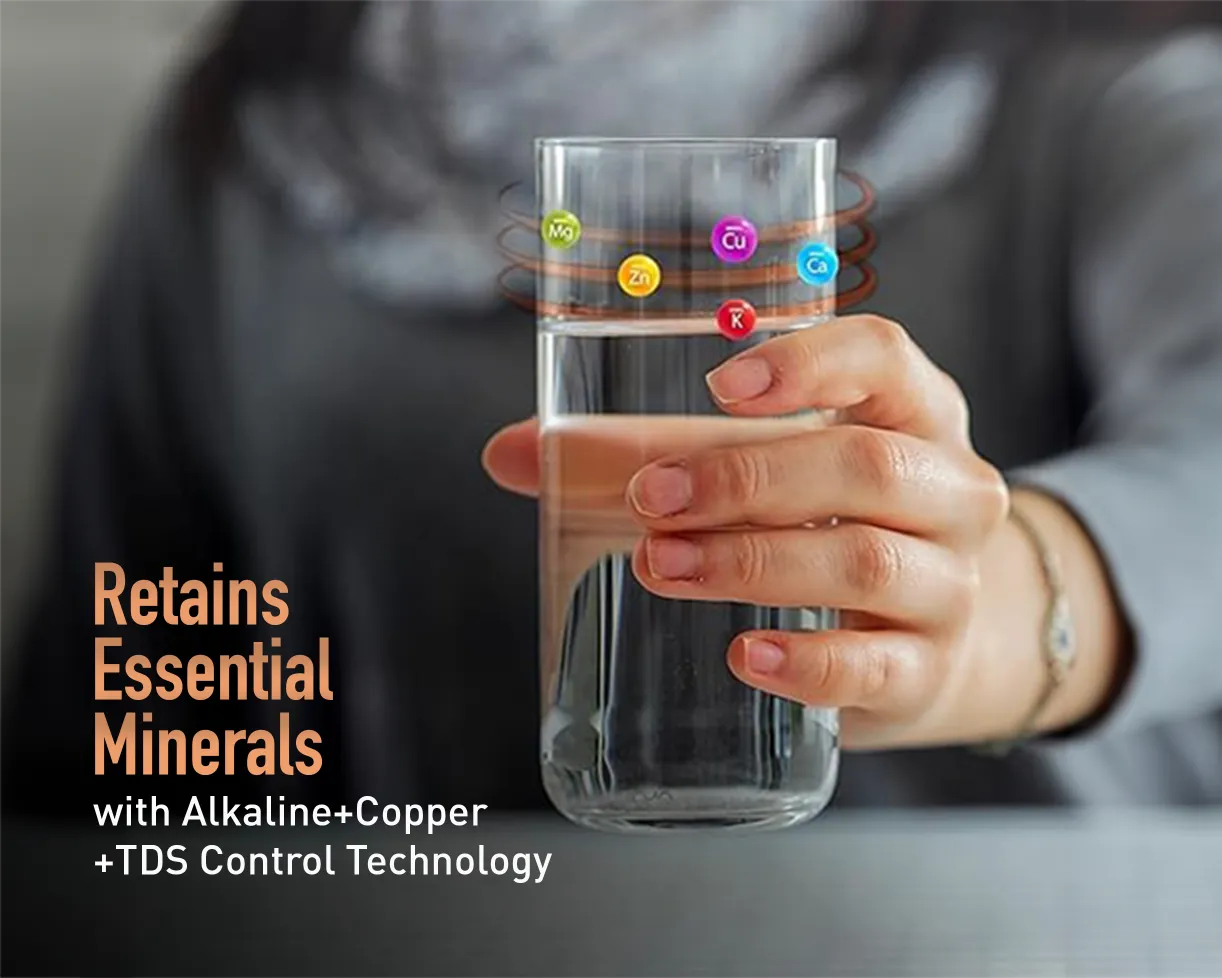 Mg
Cu
Zn
Ca
K
Retains
Essential
Minerals
with Alkaline+Copper
+TDS Control Technology